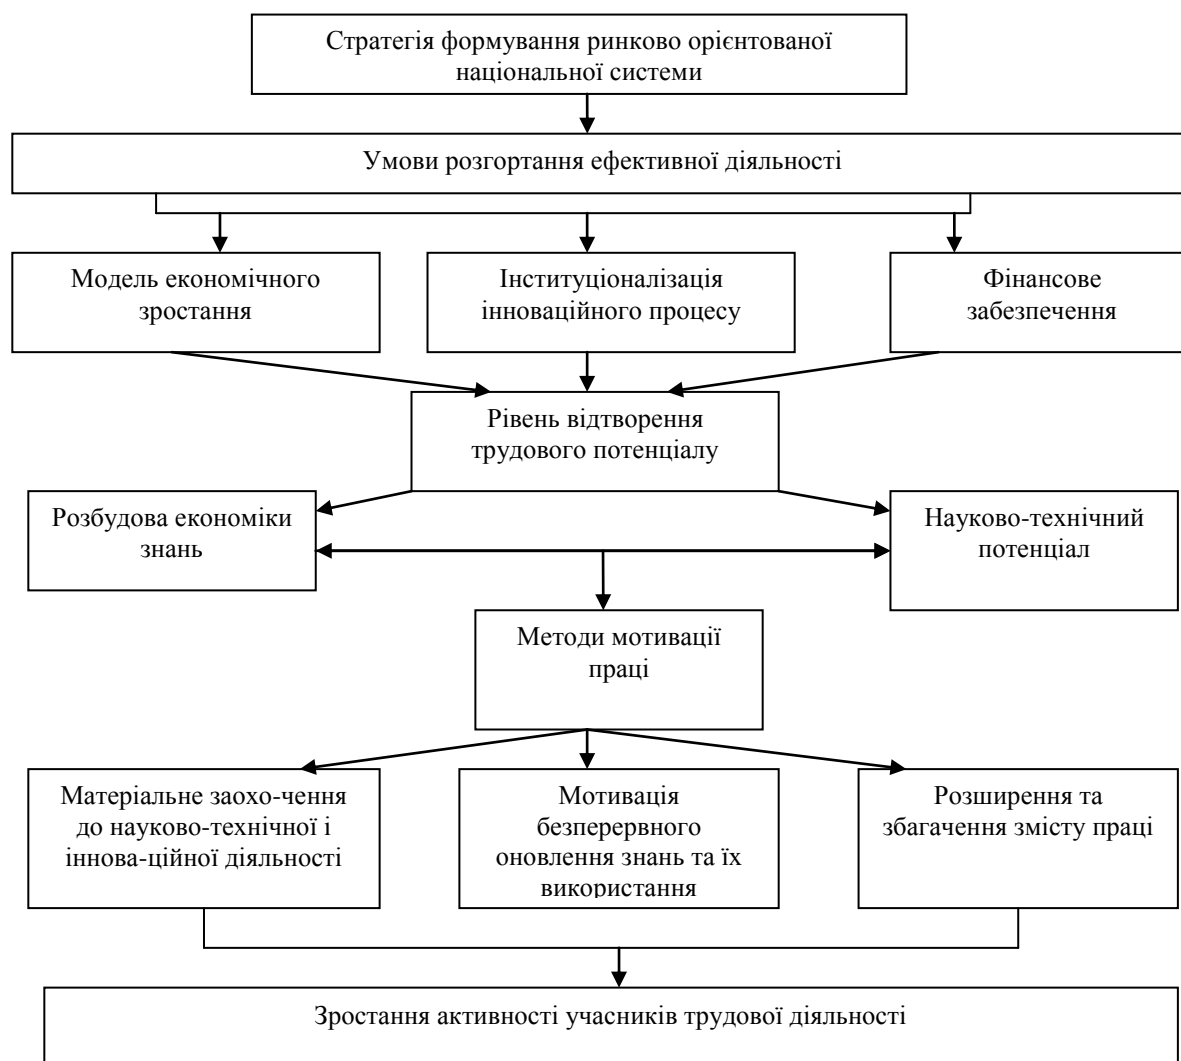 Стратегія формування ринково орієнтованої
національної системи
Умови розгортання ефективної діяльності
Модель економічного
зростання
Інституціоналізація
інноваційного процесу
Фінансове
забезпечення
Рівень відтворення
трудового потенціалу
Розбудова економіки
знань
Науково-технічний
потенціал
Методи мотивації
праці
Матеріальне заохо-чення
до науково-технічної і
іннова-ційної діяльності
Мотивація
безперервного
оновлення знань та їх
використання
Розширення та
збагачення змісту праці
Зростання активності учасників трудової діяльності